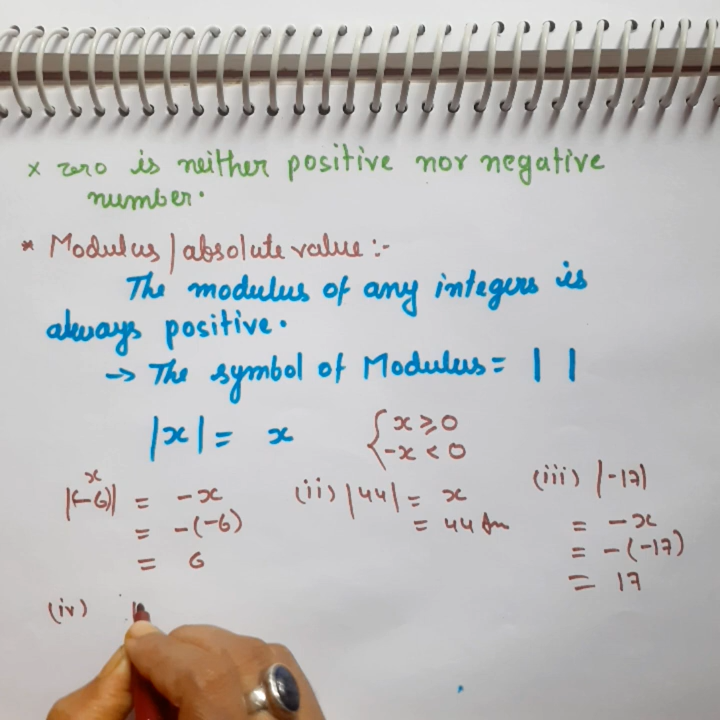 × zero is neither positive nor negative
number.
* Modulus | absolute value :-
The modulus of any integers is
always positive.
→ The symbol of Modulus = | |
|x| = x { x ≥ 0
-x < 0
x
|(-6)| = -x
= -(-6)
= 6
(ii) |44| = x
= 44 Ans
(iii) |-17|
= -x
= -(-17)
= 17
(iv)